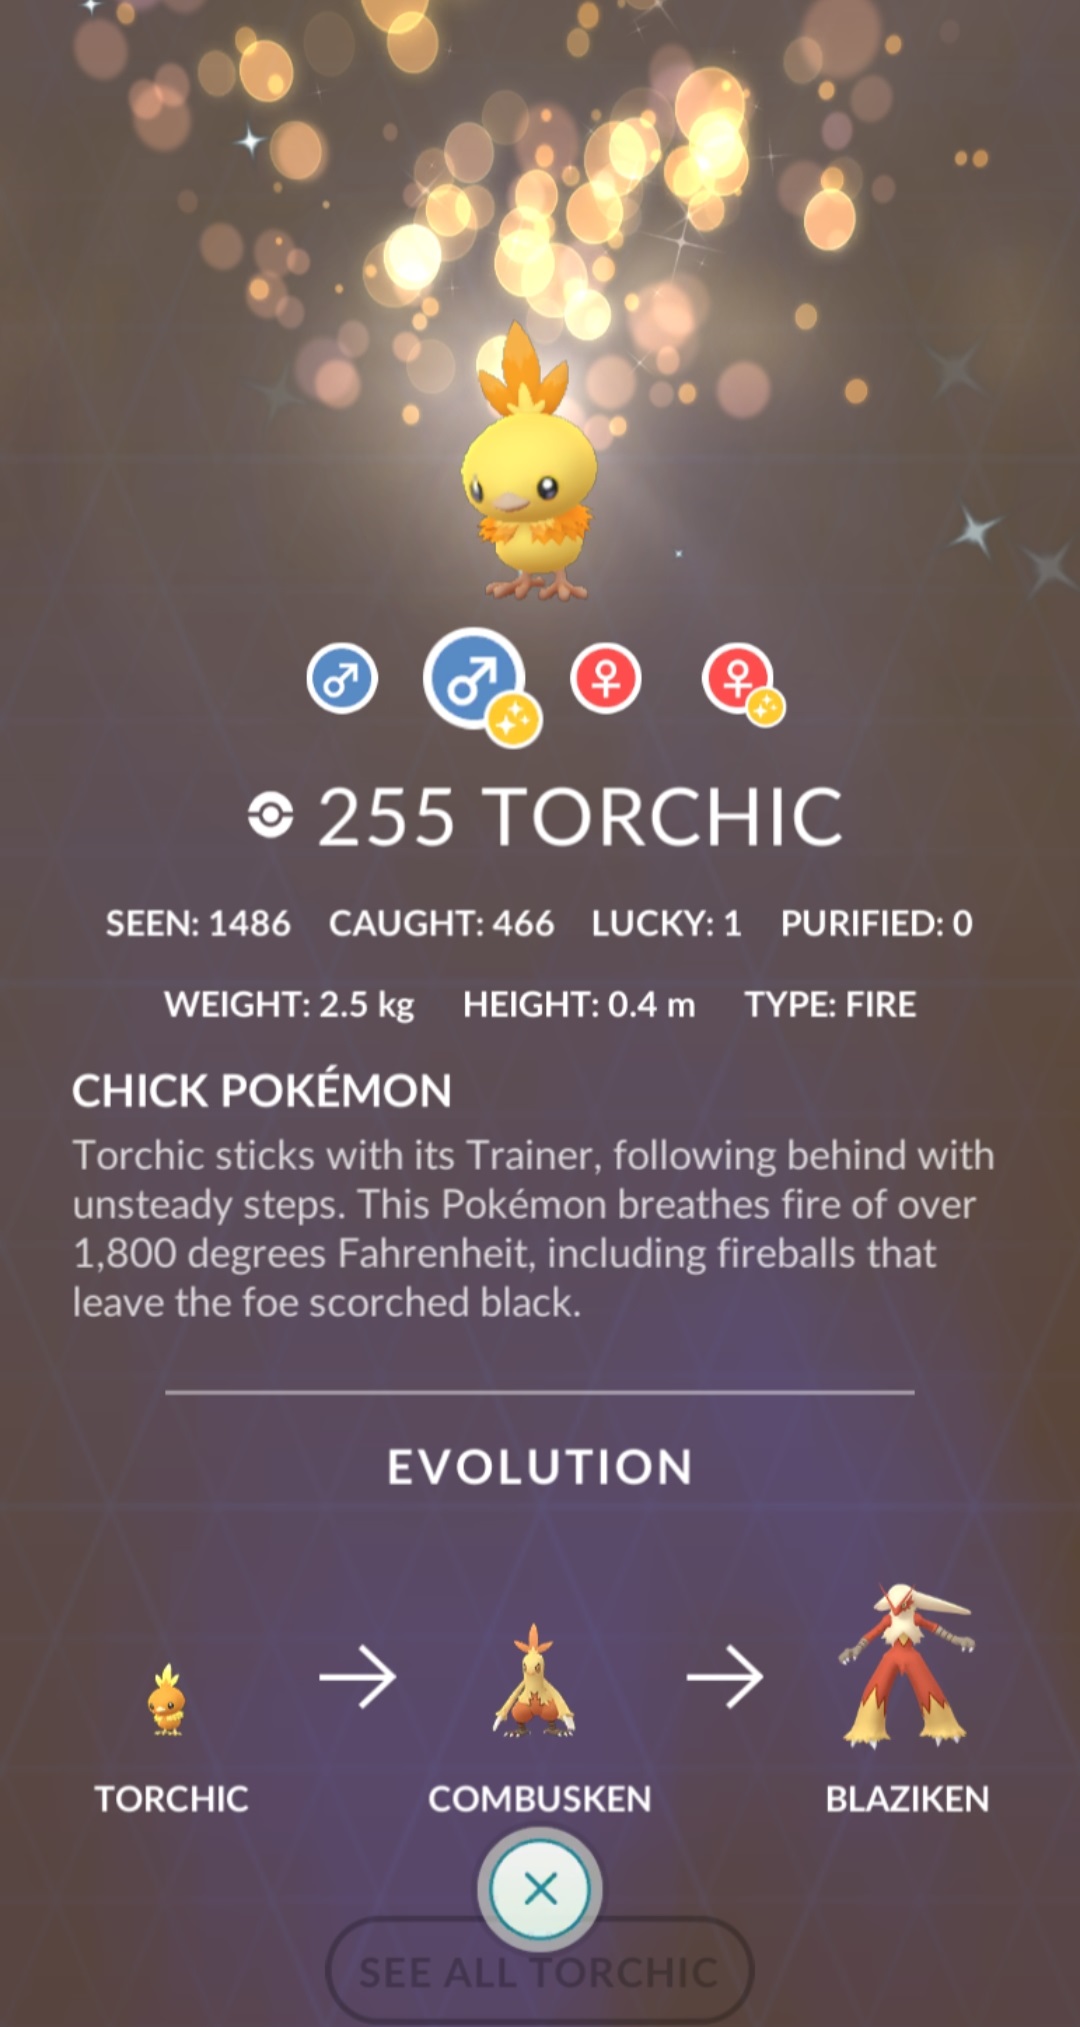 255 TORCHIC
SEEN: 1486 CAUGHT: 466 LUCKY: 1 PURIFIED: 0
WEIGHT: 2.5 kg HEIGHT: 0.4 m TYPE: FIRE
CHICK POKÉMON
Torchic sticks with its Trainer, following behind with
unsteady steps. This Pokémon breathes fire of over
1,800 degrees Fahrenheit, including fireballs that
leave the foe scorched black.
EVOLUTION
TORCHIC COMBUSKEN BLAZIKEN
SEE ALL TORCHIC